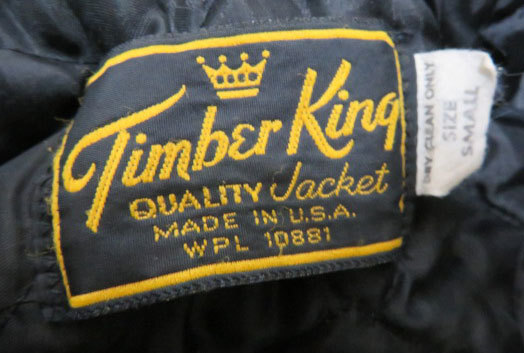 Timber King
QUALITY Jacket
MADE IN U.S.A.
WPL 10881
DRY CLEAN ONLY
SIZE
SMALL